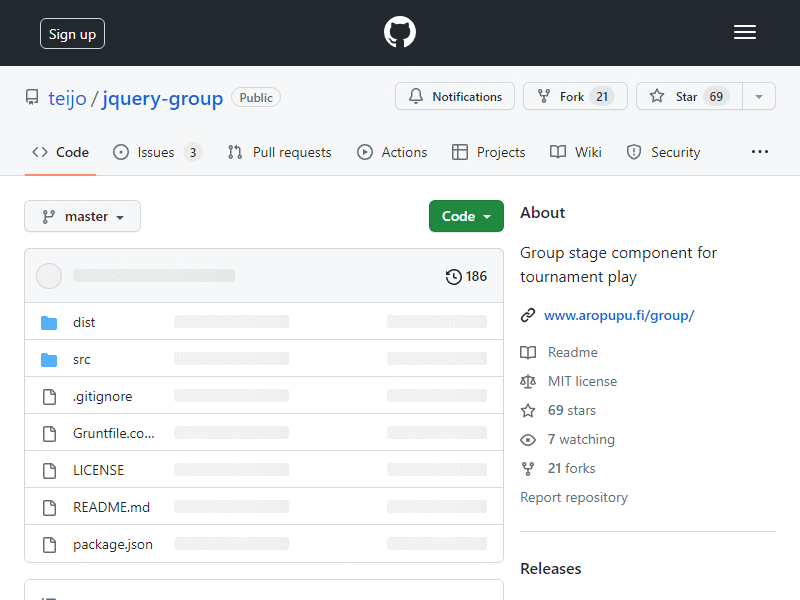 Sign up
teijo / jquery-group Public
Notifications
Fork 21
Star 69
Code
Issues 3
Pull requests
Actions
Projects
Wiki
Security
master
Code
186
dist
src
.gitignore
Gruntfile.co...
LICENSE
README.md
package.json
About
Group stage component for
tournament play
www.aropupu.fi/group/
Readme
MIT license
69 stars
7 watching
21 forks
Report repository
Releases